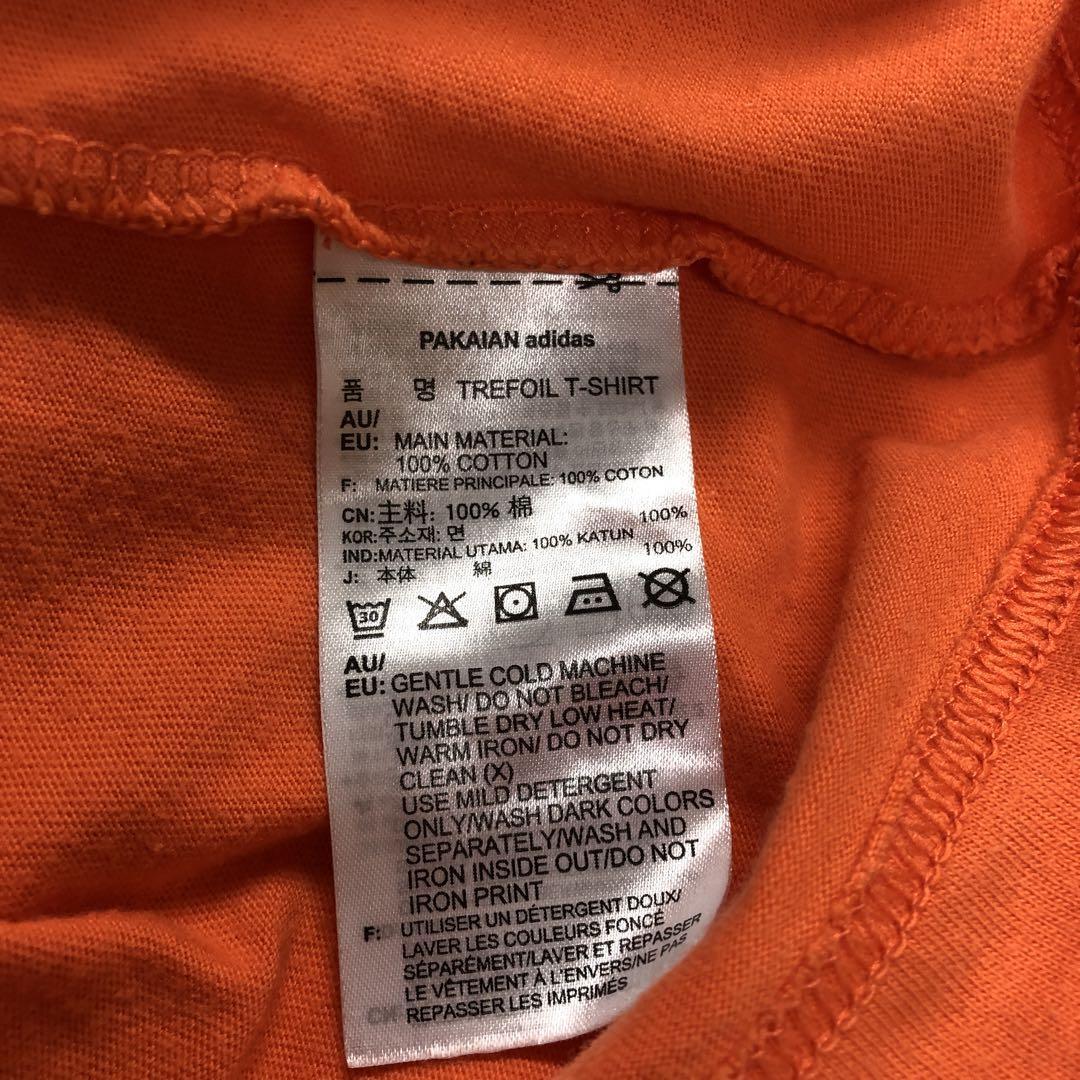 PAKAIAN adidas
품 명 TREFOIL T-SHIRT
AU/
EU: MAIN MATERIAL:
100% COTTON
F: MATIERE PRINCIPALE: 100% COTON
CN:主料: 100% 棉
KOR:주소재: 면 100%
IND:MATERIAL UTAMA: 100% KATUN
J: 本体 綿 100%
30
AU/
EU: GENTLE COLD MACHINE
WASH/ DO NOT BLEACH/
TUMBLE DRY LOW HEAT/
WARM IRON/ DO NOT DRY
CLEAN (X)
USE MILD DETERGENT
ONLY/WASH DARK COLORS
SEPARATELY/WASH AND
IRON INSIDE OUT/DO NOT
IRON PRINT
F: UTILISER UN DÉTERGENT DOUX/
LAVER LES COULEURS FONCÉ
SÉPARÉMENT/LAVER ET REPASSER
LE VÊTEMENT À L'ENVERS/NE PAS
REPASSER LES IMPRIMÉS